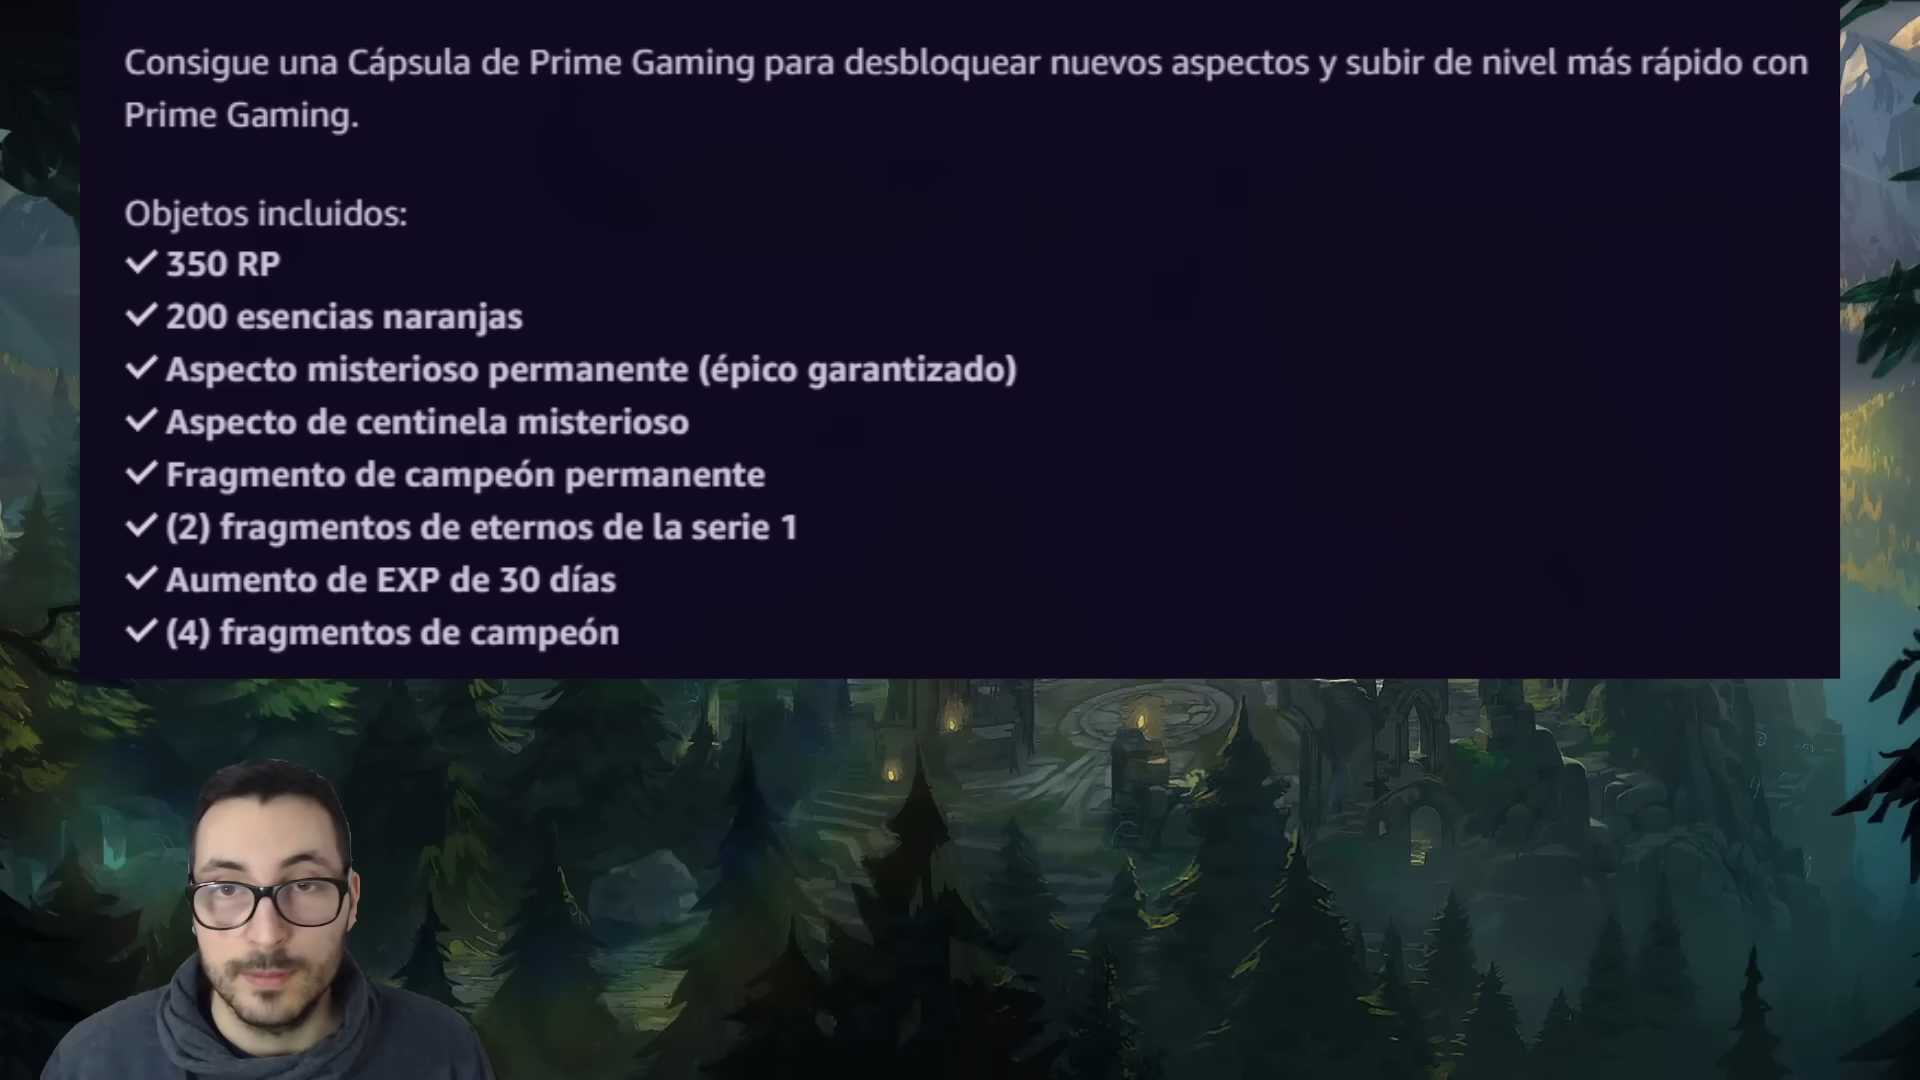 Consigue una Cápsula de Prime Gaming para desbloquear nuevos aspectos y subir de nivel más rápido con
Prime Gaming.
Objetos incluidos:
✓ 350 RP
✓ 200 esencias naranjas
✓ Aspecto misterioso permanente (épico garantizado)
✓ Aspecto de centinela misterioso
✓ Fragmento de campeón permanente
✓ (2) fragmentos de eternos de la serie 1
✓ Aumento de EXP de 30 días
✓ (4) fragmentos de campeón